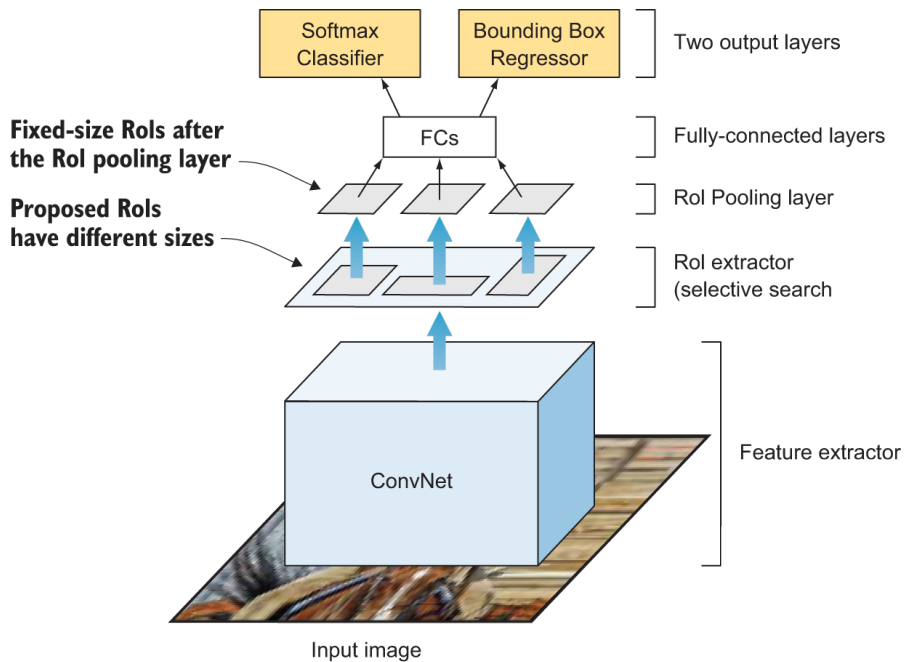 Softmax
Classifier
Bounding Box
Regressor
Two output layers
Fixed-size RoIs after
the RoI pooling layer
FCs
Fully-connected layers
RoI Pooling layer
Proposed RoIs
have different sizes
RoI extractor
(selective search
ConvNet
Feature extractor
Input image